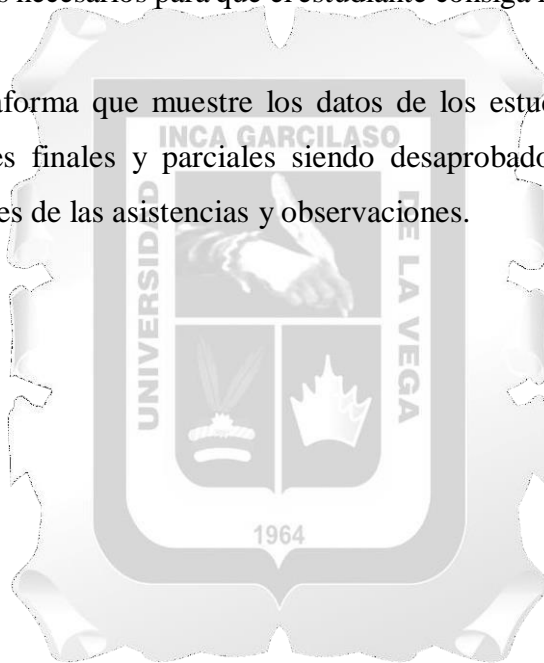 necesarios para que el estudiante consiga
INCA GARCILASO
aforma que muestre los datos de los estu
es finales y parciales siendo desaprobado
es de las asistencias y observaciones.
UNIVERSIDAD
DE LA VEGA
1964